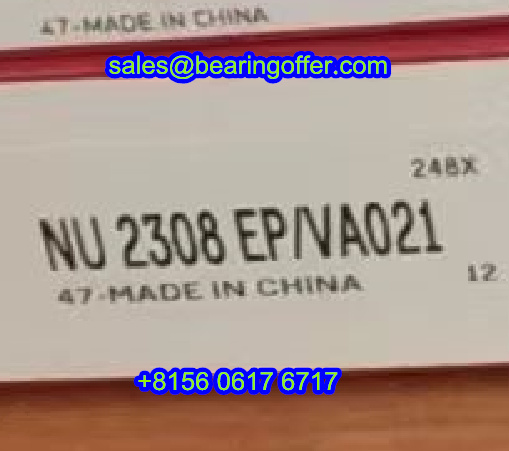 47-MADE IN CHINA
sales@bearingoffer.com
248X
NU 2308 EP/VA021
47-MADE IN CHINA
12
+8156 0617 6717